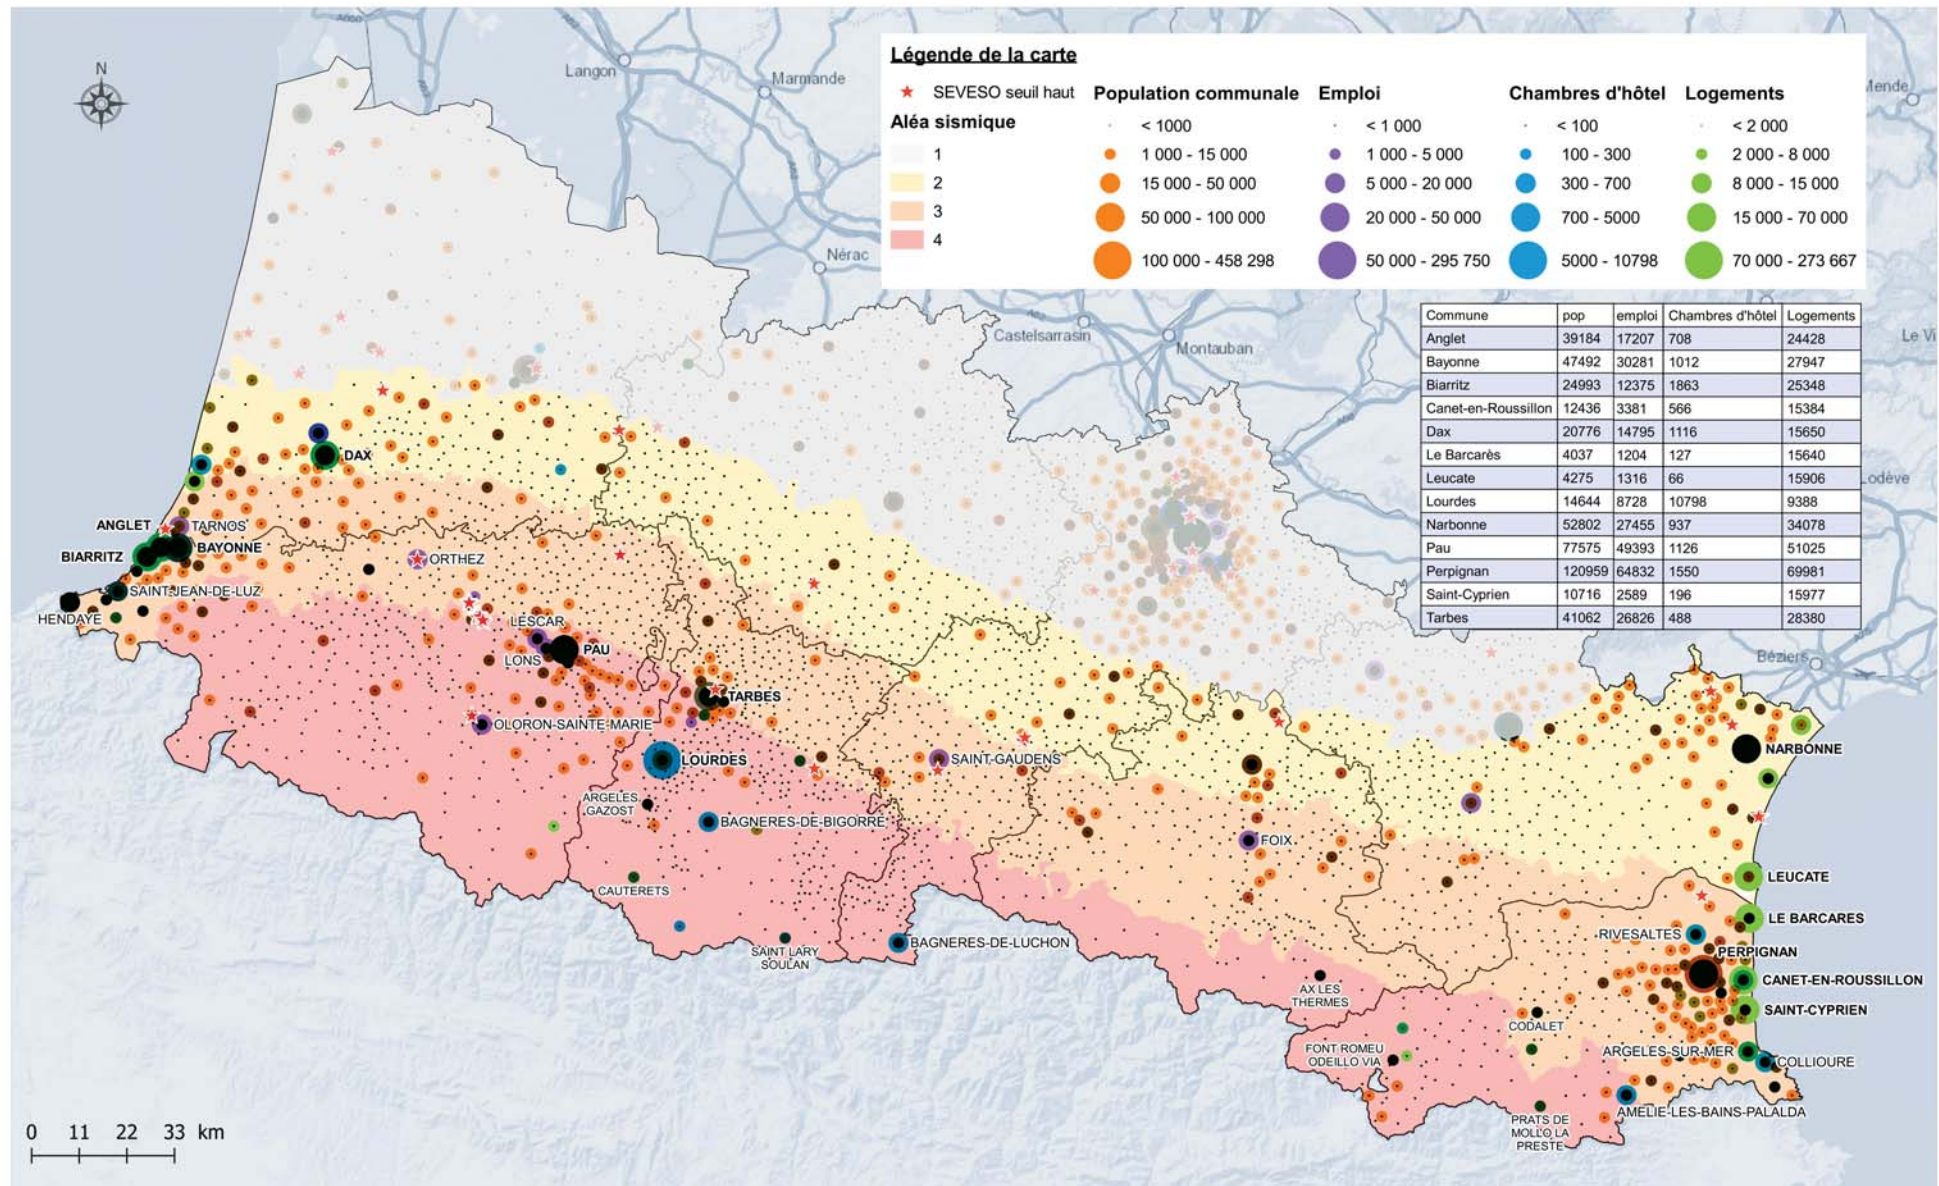 N
Langon
Marmande
Mende
Nérac
Castelsarrasin
Montauban
Le Vi
Lodève
Béziers
Légende de la carte
SEVESO seuil haut
Aléa sismique
1
2
3
4
Population communale
< 1000
1 000 - 15 000
15 000 - 50 000
50 000 - 100 000
100 000 - 458 298
Emploi
< 1 000
1 000 - 5 000
5 000 - 20 000
20 000 - 50 000
50 000 - 295 750
Chambres d'hôtel
< 100
100 - 300
300 - 700
700 - 5000
5000 - 10798
Logements
< 2 000
2 000 - 8 000
8 000 - 15 000
15 000 - 70 000
70 000 - 273 667
Commune pop emploi Chambres d'hôtel Logements
Anglet 39184 17207 708 24428
Bayonne 47492 30281 1012 27947
Biarritz 24993 12375 1863 25348
Canet-en-Roussillon 12436 3381 566 15384
Dax 20776 14795 1116 15650
Le Barcarès 4037 1204 127 15640
Leucate 4275 1316 66 15906
Lourdes 14644 8728 10798 9388
Narbonne 52802 27455 937 34078
Pau 77575 49393 1126 51025
Perpignan 120959 64832 1550 69981
Saint-Cyprien 10716 2589 196 15977
Tarbes 41062 26826 488 28380
DAX
ANGLET
TARNOS
BIARRITZ
BAYONNE
ORTHEZ
SAINT-JEAN-DE-LUZ
HENDAYE
LESCAR
LONS
PAU
TARBES
OLORON-SAINTE-MARIE
LOURDES
SAINT-GAUDENS
NARBONNE
ARGELES
GAZOST
BAGNERES-DE-BIGORRE
FOIX
LEUCATE
CAUTERETS
LE BARCARES
RIVESALTES
BAGNERES-DE-LUCHON
SAINT LARY
SOULAN
PERPIGNAN
CANET-EN-ROUSSILLON
AX LES
THERMES
SAINT-CYPRIEN
CODALET
FONT ROMEU
ODEILLO VIA
ARGELES-SUR-MER
COLLIOURE
PRATS DE
MOLLO LA
PRESTE
AMELIE-LES-BAINS-PALALDA
0 11 22 33 km